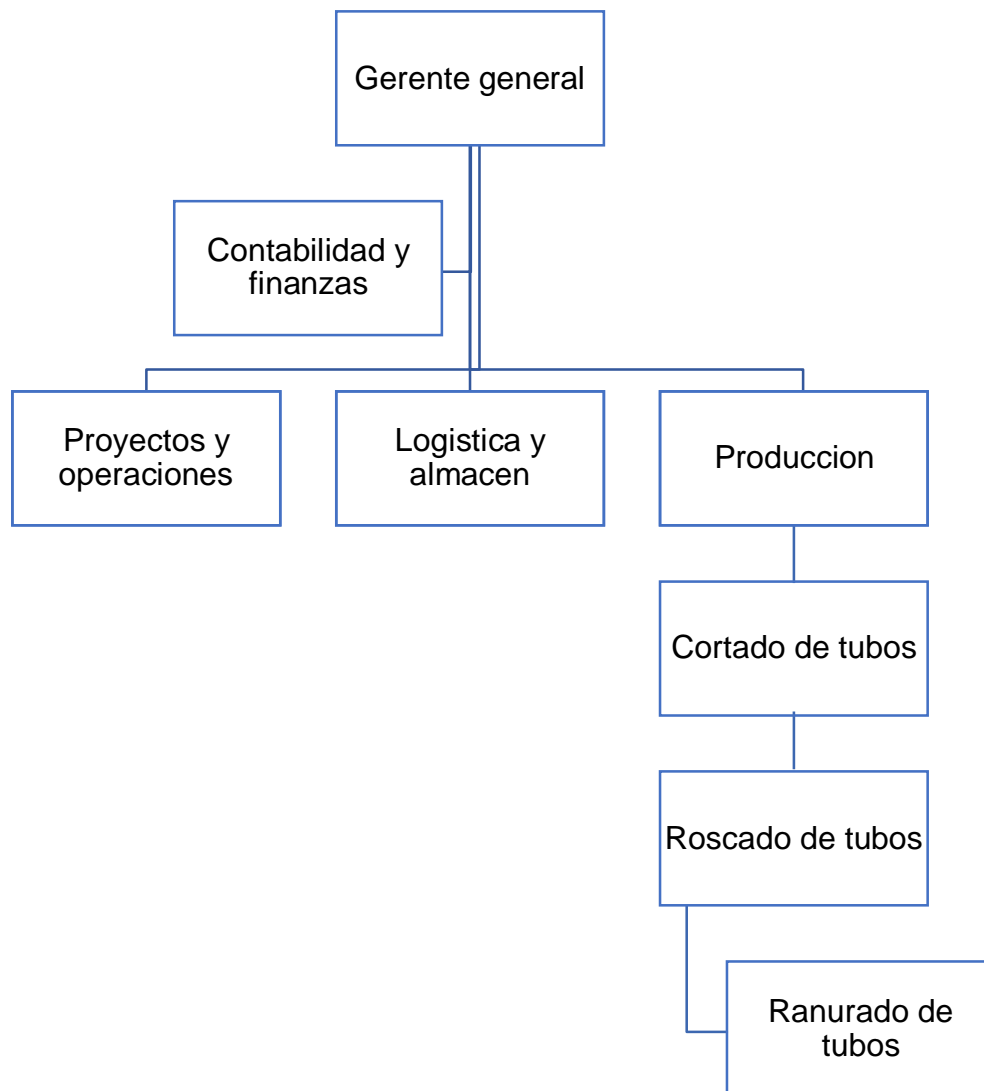 Gerente general
Contabilidad y
finanzas
Proyectos y
operaciones
Logistica y
almacen
Produccion
Cortado de tubos
Roscado de tubos
Ranurado de
tubos